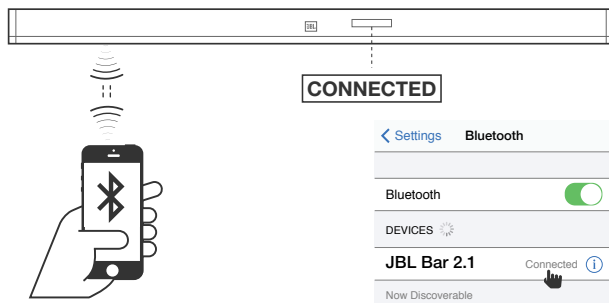 JBL
CONNECTED
Settings Bluetooth
Bluetooth
DEVICES
JBL Bar 2.1 Connected
Now Discoverable